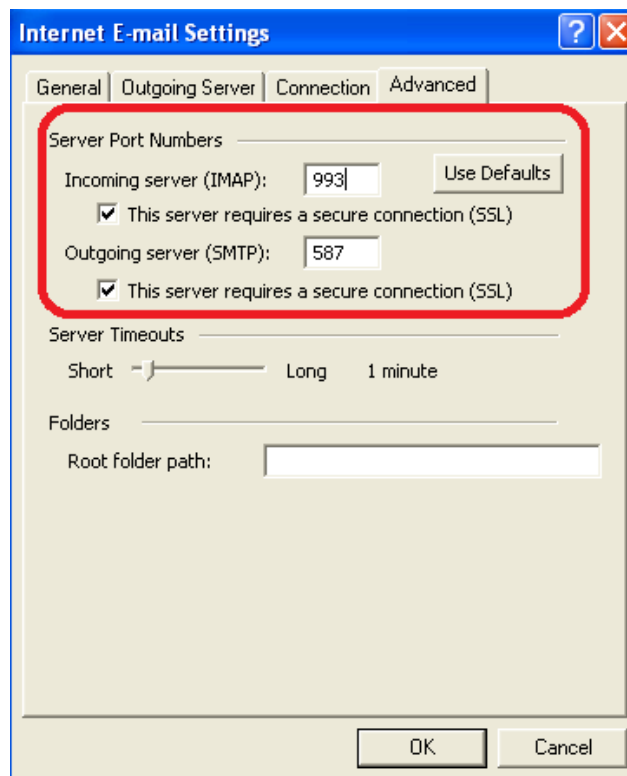 Internet E-mail Settings
General Outgoing Server Connection Advanced
Server Port Numbers
Incoming server (IMAP): 993 Use Defaults
This server requires a secure connection (SSL)
Outgoing server (SMTP): 587
This server requires a secure connection (SSL)
Server Timeouts
Short Long 1 minute
Folders
Root folder path:
OK Cancel